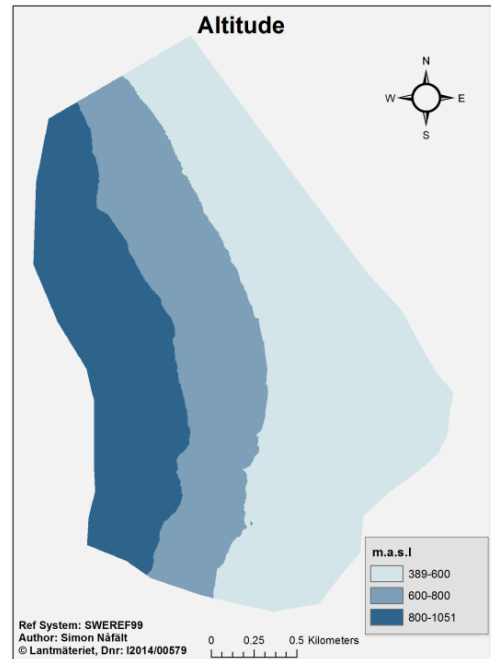 Altitude
N
W E
S
m.a.s.l
389-600
600-800
800-1051
Ref System: SWEREF99
Author: Simon Nåfält
© Lantmäteriet, Dnr: I2014/00579
0 0.25 0.5 Kilometers